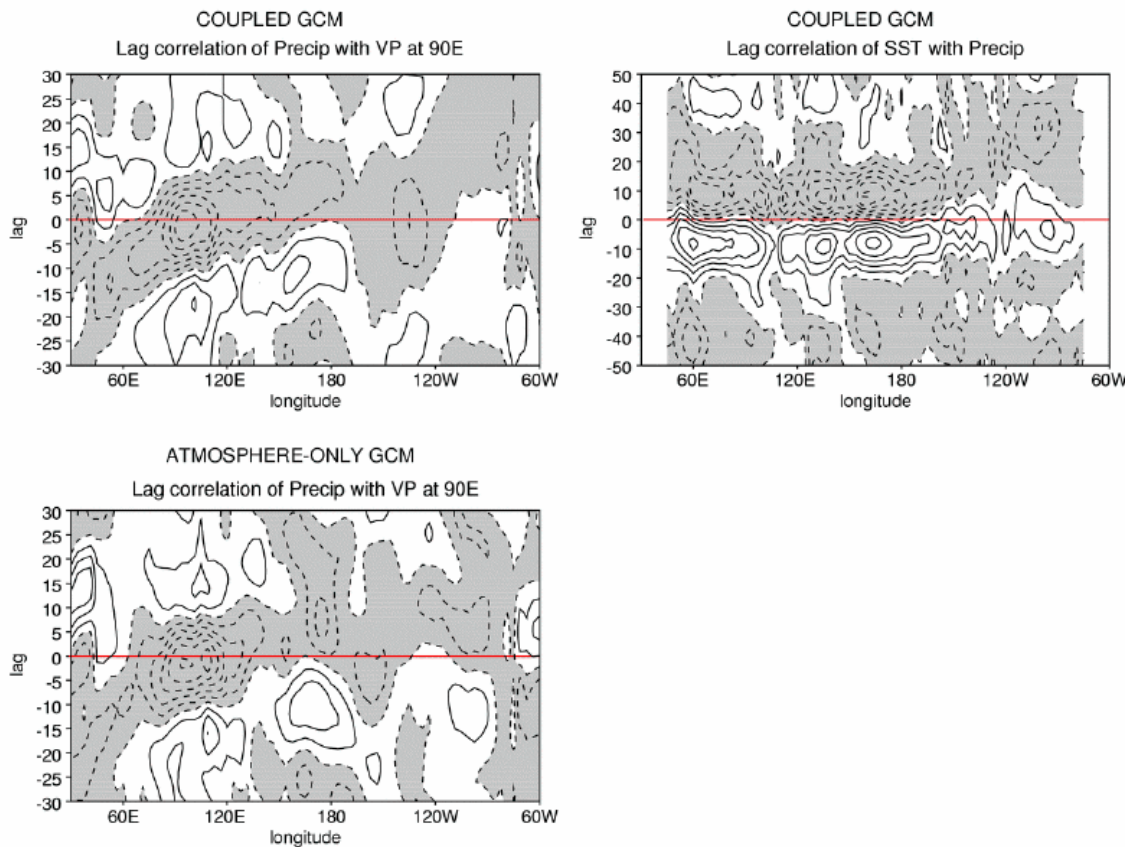 COUPLED GCM
Lag correlation of Precip with VP at 90E
30
25
20
15
10
5
0
-5
-10
-15
-20
-25
-30
lag
60E 120E 180 120W 60W
longitude
COUPLED GCM
Lag correlation of SST with Precip
50
40
30
20
10
0
-10
-20
-30
-40
-50
lag
60E 120E 180 120W 60W
longitude
ATMOSPHERE-ONLY GCM
Lag correlation of Precip with VP at 90E
30
25
20
15
10
5
0
-5
-10
-15
-20
-25
-30
lag
60E 120E 180 120W 60W
longitude